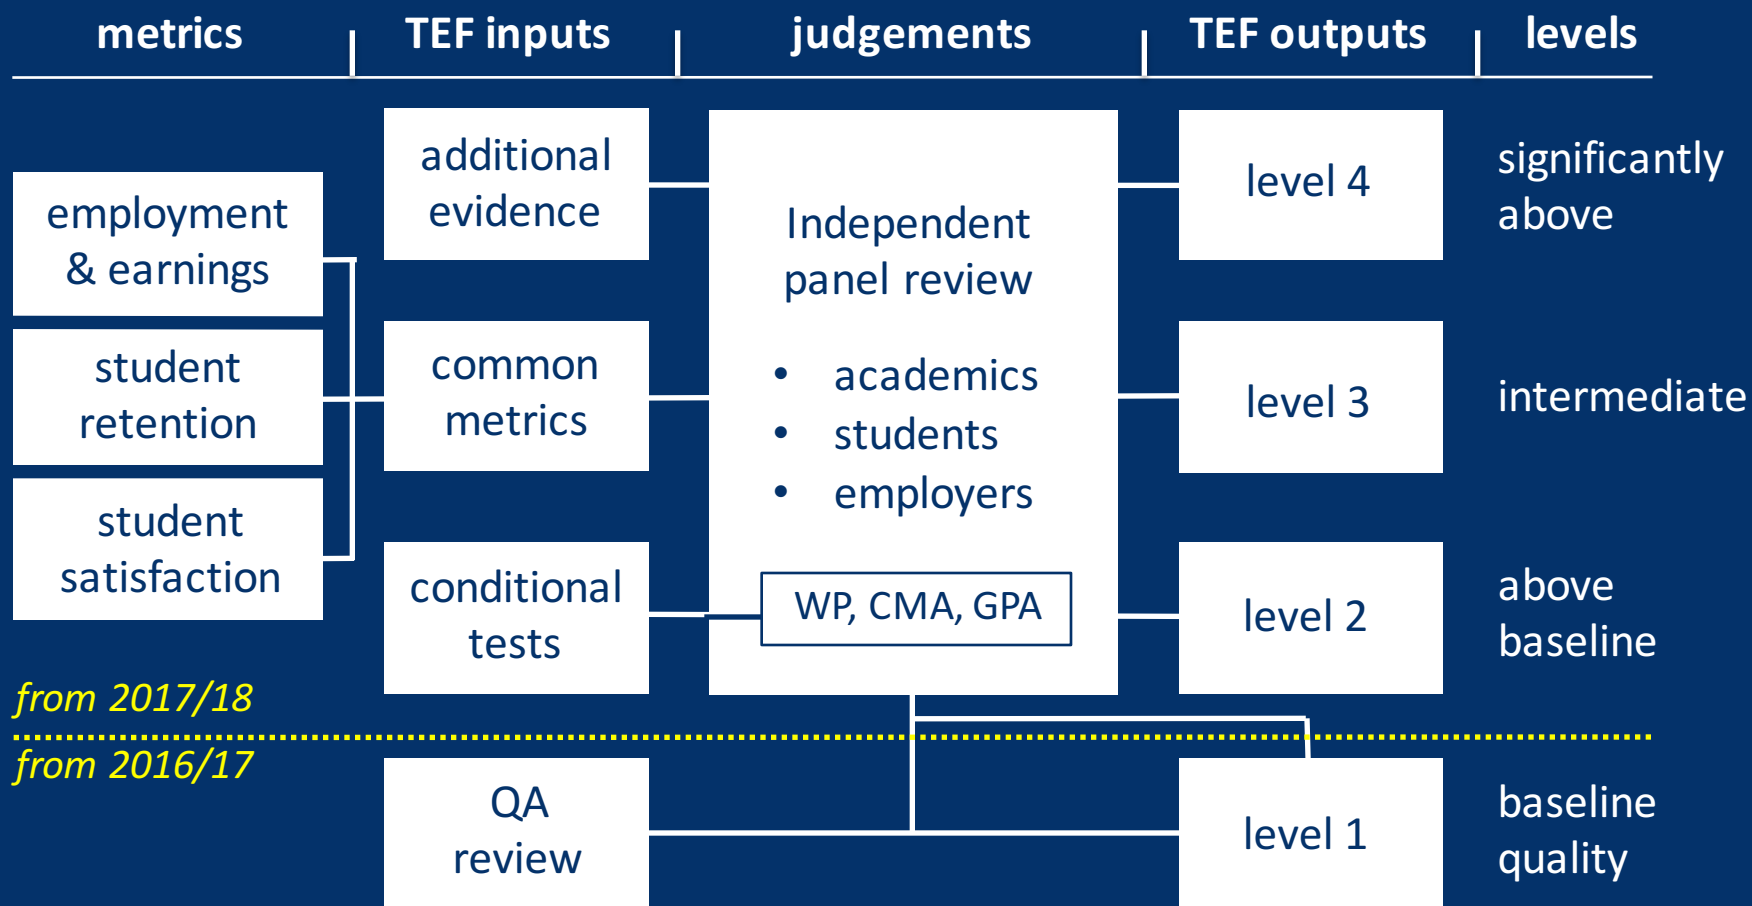 metrics
TEF inputs
judgements
TEF outputs
levels
employment
& earnings
student
retention
student
satisfaction
additional
evidence
common
metrics
conditional
tests
Independent
panel review
• academics
• students
• employers
WP, CMA, GPA
level 4
level 3
level 2
significantly
above
intermediate
above
baseline
from 2017/18
from 2016/17
QA
review
level 1
baseline
quality